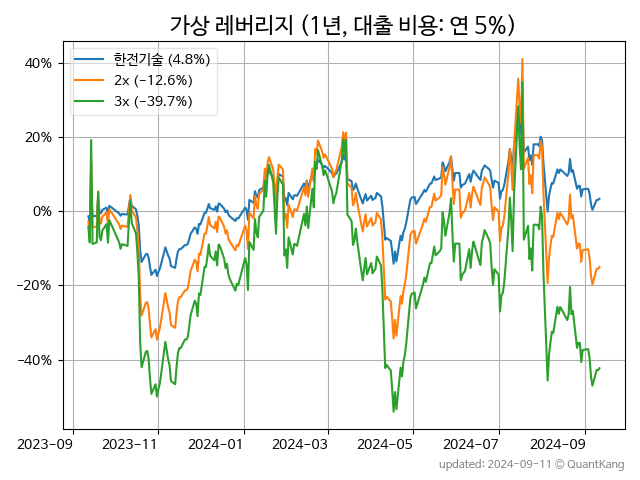 가상 레버리지 (1년, 대출 비용: 연 5%)
한전기술 (4.8%)
2x (−12.6%)
3x (−39.7%)
40%
20%
0%
−20%
−40%
2023-09 2023-11 2024-01 2024-03 2024-05 2024-07 2024-09
updated: 2024-09-11 ⓒ QuantKang